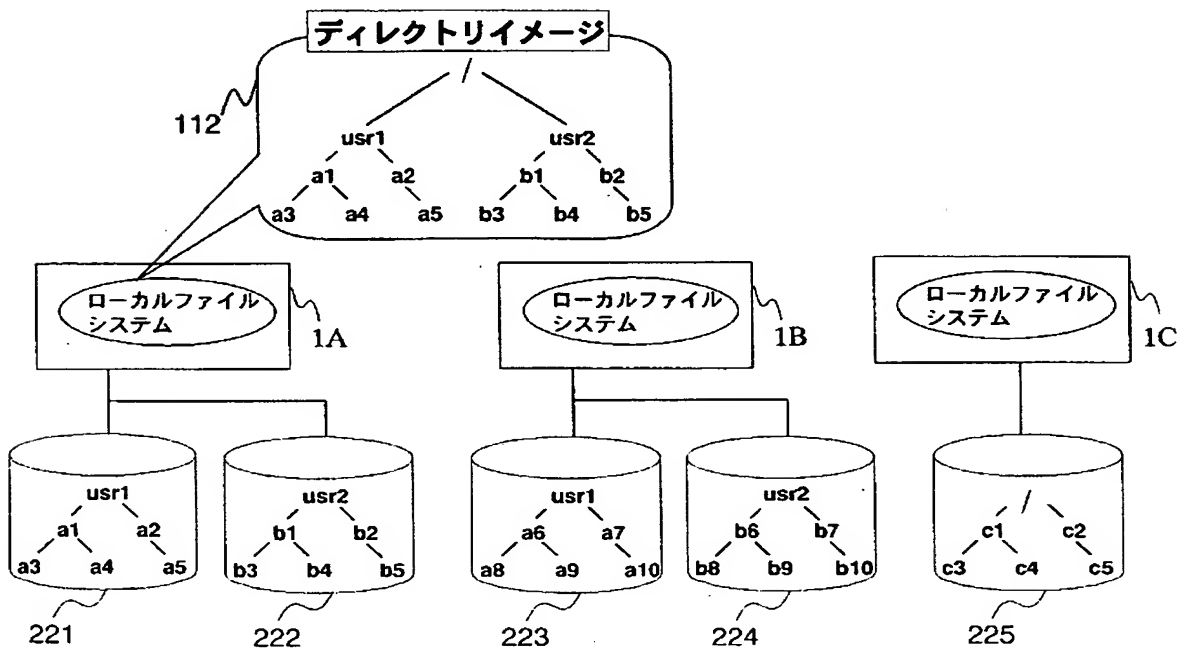 ディレクトリイメージ
/
112
usr1 usr2
a1 a2 b1 b2
a3 a4 a5 b3 b4 b5
ローカルファイル
システム
1A
ローカルファイル
システム
1B
ローカルファイル
システム
1C
usr1
a1 a2
a3 a4 a5
221
usr2
b1 b2
b3 b4 b5
222
usr1
a6 a7
a8 a9 a10
223
usr2
b6 b7
b8 b9 b10
224
/
c1 c2
c3 c4 c5
225